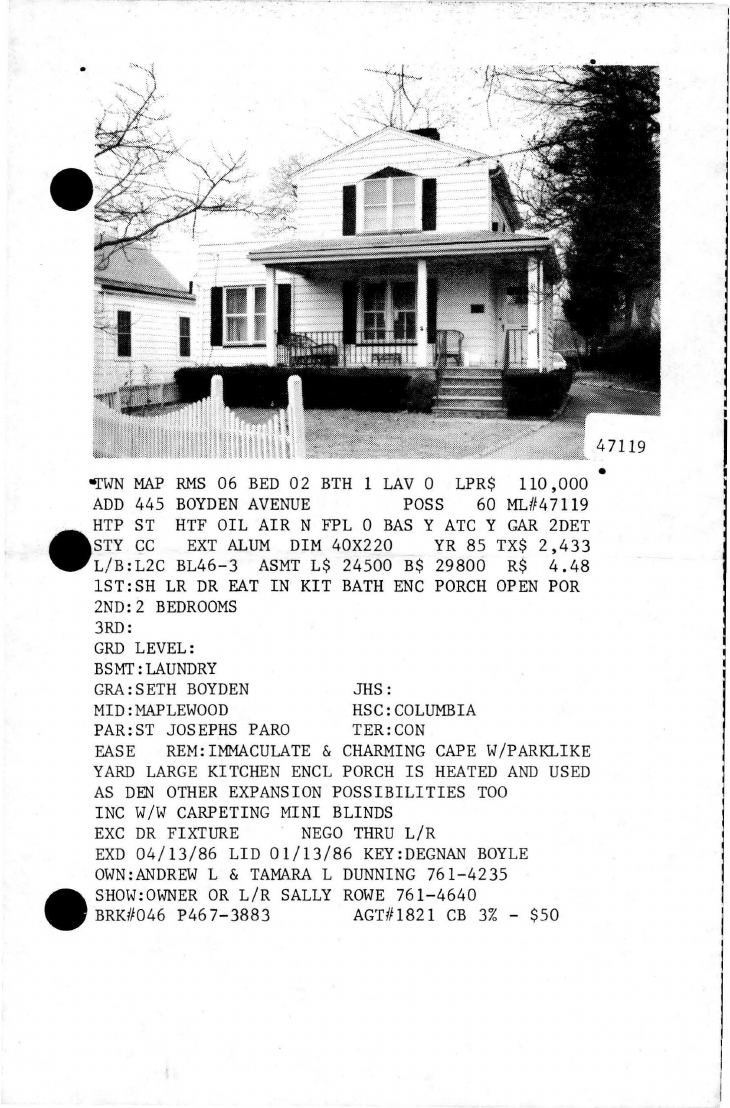 47119
TWN MAP RMS 06 BED 02 BTH 1 LAV 0 LPR$ 110,000
ADD 445 BOYDEN AVENUE POSS 60 ML#47119
HTP ST HTF OIL AIR N FPL 0 BAS Y ATC Y GAR 2DET
STY CC EXT ALUM DIM 40X220 YR 85 TX$ 2,433
L/B:L2C BL46-3 ASMT L$ 24500 B$ 29800 R$ 4.48
1ST:SH LR DR EAT IN KIT BATH ENC PORCH OPEN POR
2ND:2 BEDROOMS
3RD:
GRD LEVEL:
BSMT:LAUNDRY
GRA:SETH BOYDEN JHS:
MID:MAPLEWOOD HSC:COLUMBIA
PAR:ST JOSEPHS PARO TER:CON
EASE REM:IMMACULATE & CHARMING CAPE W/PARKLIKE
YARD LARGE KITCHEN ENCL PORCH IS HEATED AND USED
AS DEN OTHER EXPANSION POSSIBILITIES TOO
INC W/W CARPETING MINI BLINDS
EXC DR FIXTURE NEGO THRU L/R
EXD 04/13/86 LID 01/13/86 KEY:DEGNAN BOYLE
OWN:ANDREW L & TAMARA L DUNNING 761-4235
SHOW:OWNER OR L/R SALLY ROWE 761-4640
BRK#046 P467-3883 AGT#1821 CB 3% - $50